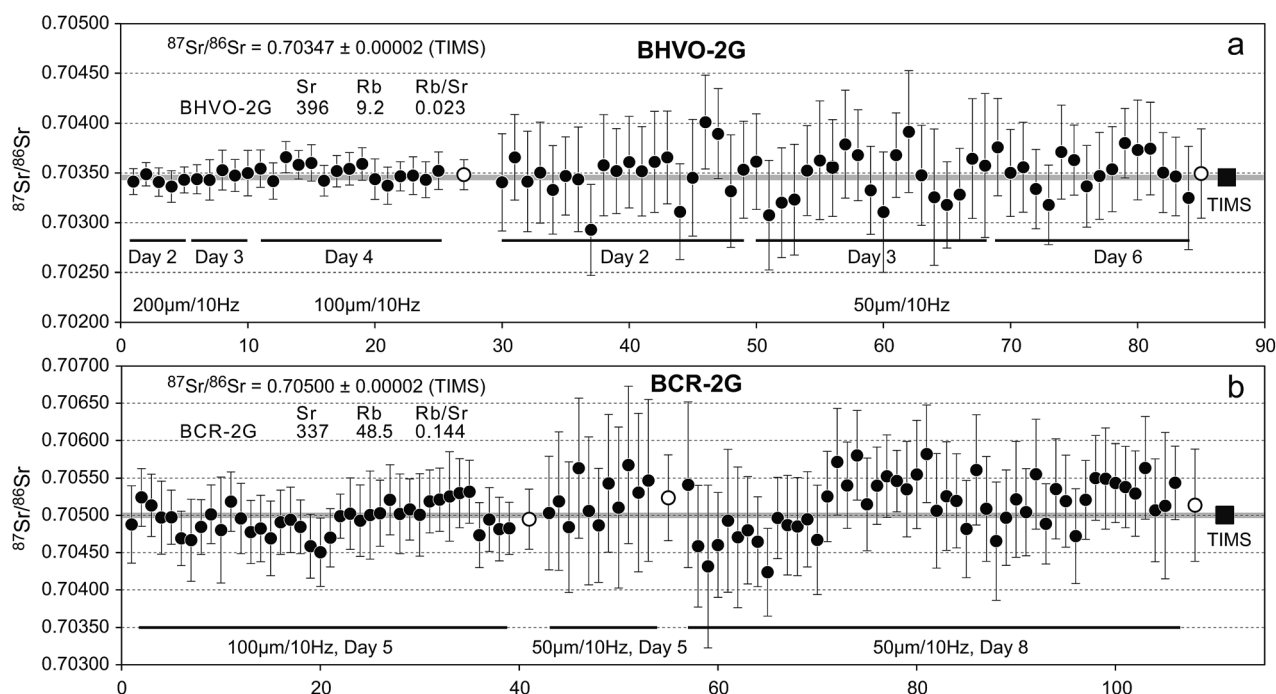 0.70500
⁸⁷Sr/⁸⁶Sr = 0.70347 ± 0.00002 (TIMS)
BHVO-2G
a
0.70450
Sr Rb Rb/Sr
BHVO-2G 396 9.2 0.023
0.70400
0.70350
0.70300
0.70250
0.70200
⁸⁷Sr/⁸⁶Sr
TIMS
Day 2 Day 3 Day 4 Day 2 Day 3 Day 6
200µm/10Hz 100µm/10Hz 50µm/10Hz
0 10 20 30 40 50 60 70 80 90
0.70700
⁸⁷Sr/⁸⁶Sr = 0.70500 ± 0.00002 (TIMS)
BCR-2G
b
0.70650
Sr Rb Rb/Sr
BCR-2G 337 48.5 0.144
0.70600
0.70550
0.70500
0.70450
0.70400
0.70350
0.70300
⁸⁷Sr/⁸⁶Sr
TIMS
100µm/10Hz, Day 5 50µm/10Hz, Day 5 50µm/10Hz, Day 8
0 20 40 60 80 100